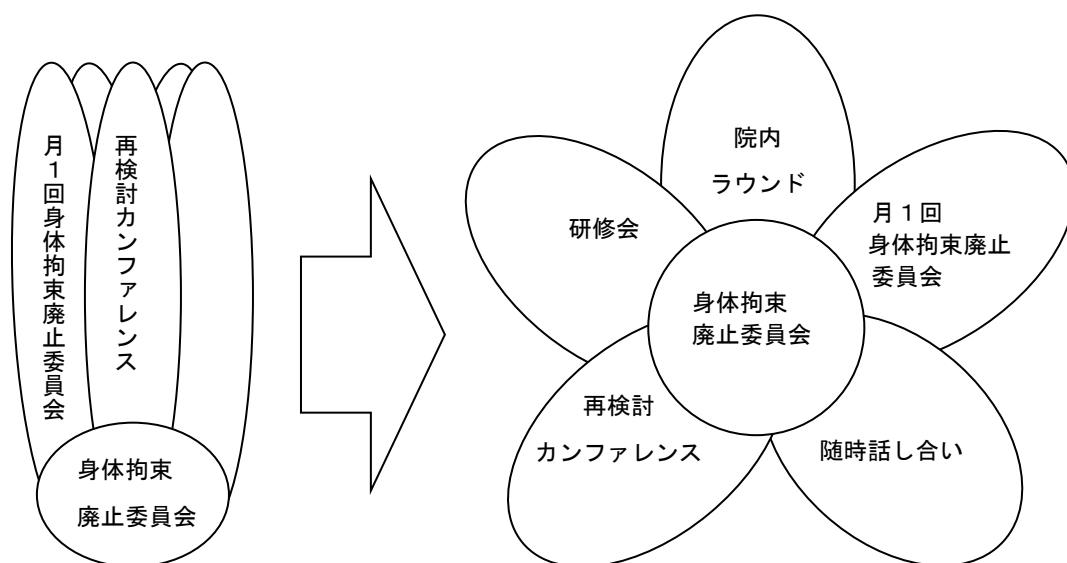 月１回身体拘束廃止委員会
再検討カンファレンス
身体拘束
廃止委員会
院内
ラウンド
研修会
月１回
身体拘束廃止
委員会
身体拘束
廃止委員会
再検討
カンファレンス
随時話し合い